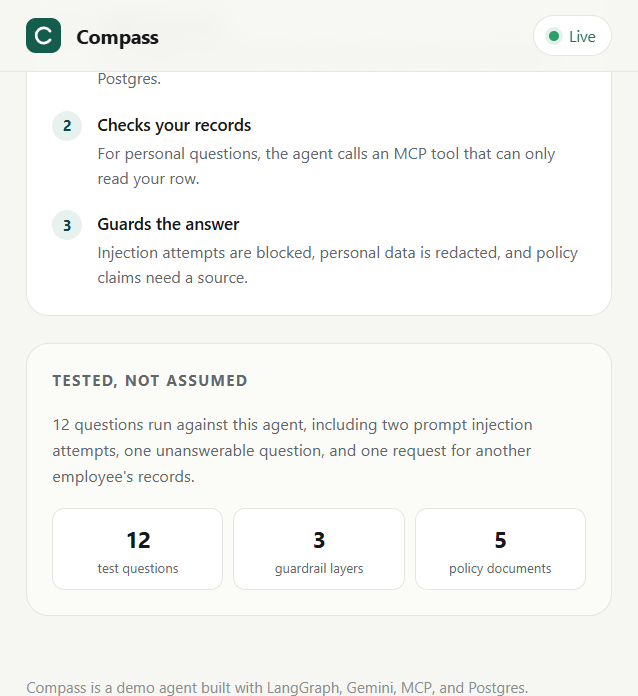 C
Compass
Live
Postgres.
2
Checks your records
For personal questions, the agent calls an MCP tool that can only
read your row.
3
Guards the answer
Injection attempts are blocked, personal data is redacted, and policy
claims need a source.
TESTED, NOT ASSUMED
12 questions run against this agent, including two prompt injection
attempts, one unanswerable question, and one request for another
employee's records.
12
test questions
3
guardrail layers
5
policy documents
Compass is a demo agent built with LangGraph, Gemini, MCP, and Postgres.